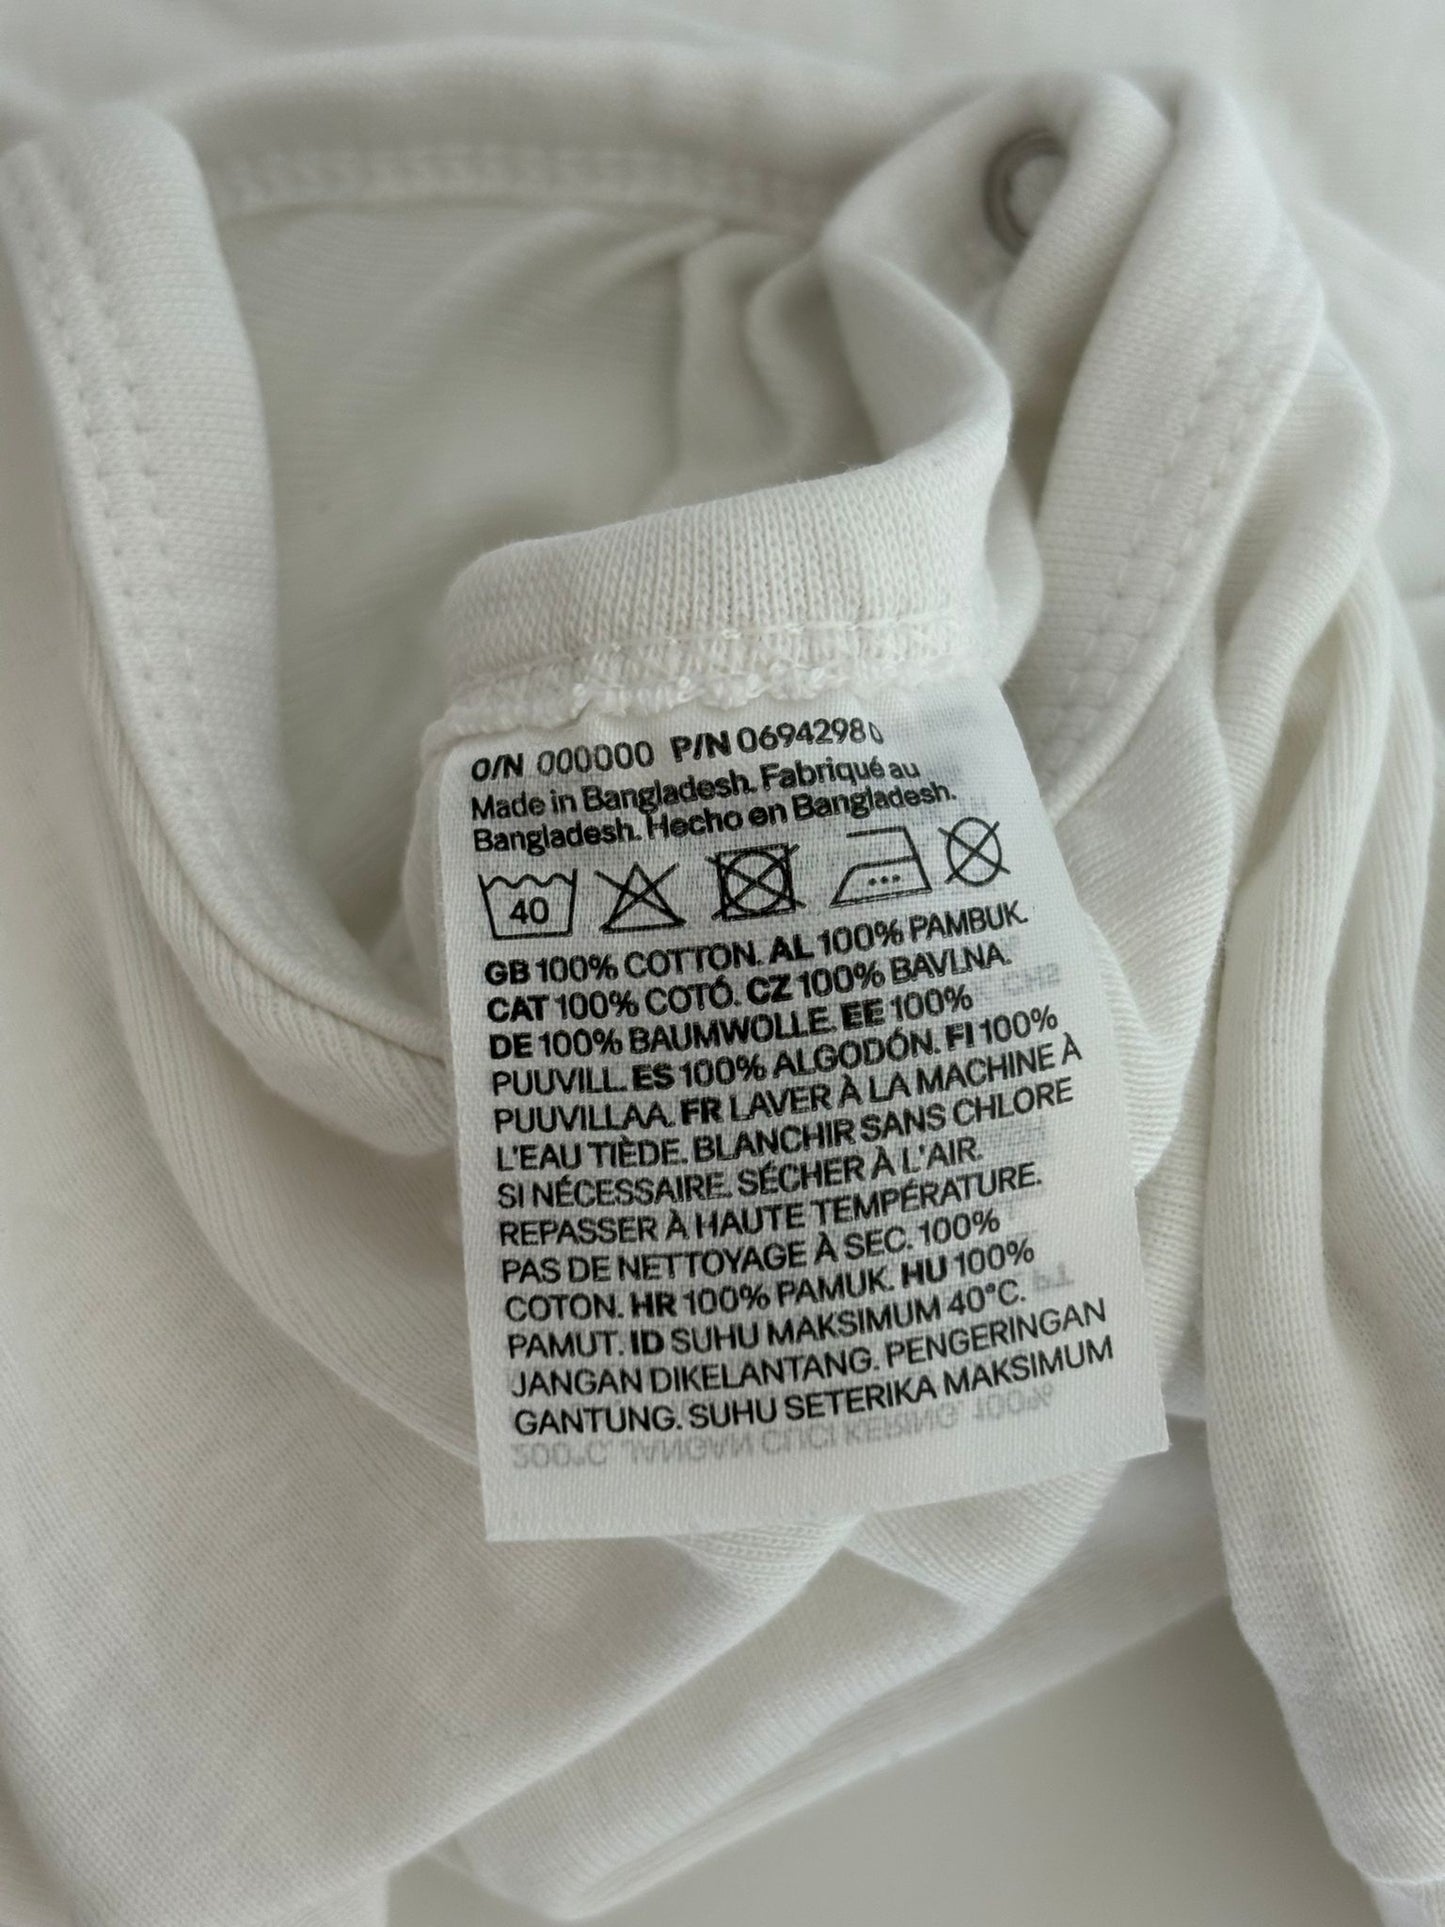 O/N 000000 P/N 0694298
Made in Bangladesh. Fabriqué au
Bangladesh. Hecho en Bangladesh.
40
GB 100% COTTON. AL 100% PAMBUK.
CAT 100% COTÓ. CZ 100% BAVLNA.
DE 100% BAUMWOLLE. EE 100%
PUUVILL. ES 100% ALGODÓN. FI 100%
PUUVILLAA. FR LAVER À LA MACHINE À
L'EAU TIÈDE. BLANCHIR SANS CHLORE
SI NÉCESSAIRE. SÉCHER À L'AIR.
REPASSER À HAUTE TEMPÉRATURE.
PAS DE NETTOYAGE À SEC. 100%
COTON. HR 100% PAMUK. HU 100%
PAMUT. ID SUHU MAKSIMUM 40°C.
JANGAN DIKELANTANG. PENGERINGAN
GANTUNG. SUHU SETERIKA MAKSIMUM